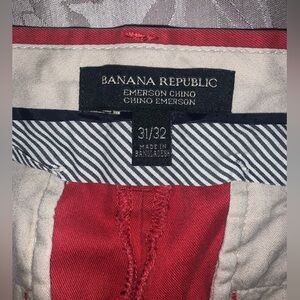 BANANA REPUBLIC
EMERSON CHINO
CHINO EMERSON
31/32
MADE IN
BANGLADESH